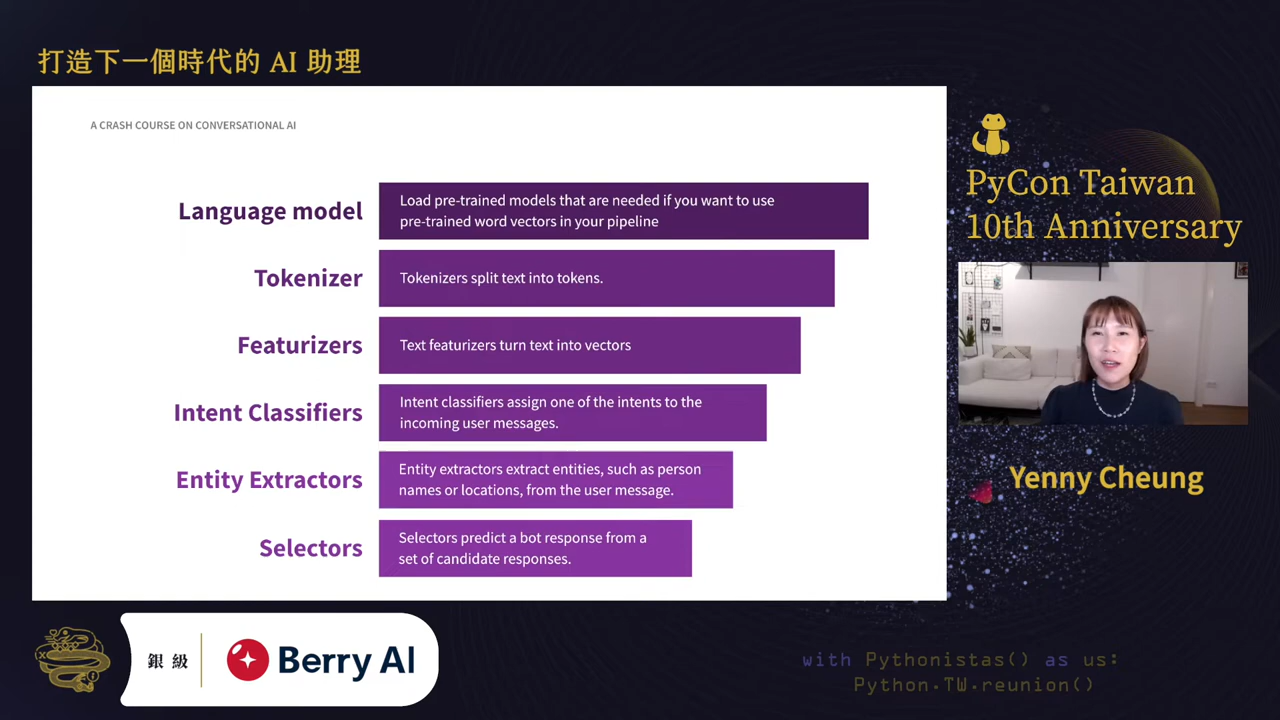 打造下一個時代的 AI 助理
A CRASH COURSE ON CONVERSATIONAL AI
Language model
Load pre-trained models that are needed if you want to use
pre-trained word vectors in your pipeline
Tokenizer
Tokenizers split text into tokens.
Featurizers
Text featurizers turn text into vectors
Intent Classifiers
Intent classifiers assign one of the intents to the
incoming user messages.
Entity Extractors
Entity extractors extract entities, such as person
names or locations, from the user message.
Selectors
Selectors predict a bot response from a
set of candidate responses.
PyCon Taiwan
10th Anniversary
Yenny Cheung
銀級
Berry AI
with Pythonistas() as us:
Python.TW.reunion()